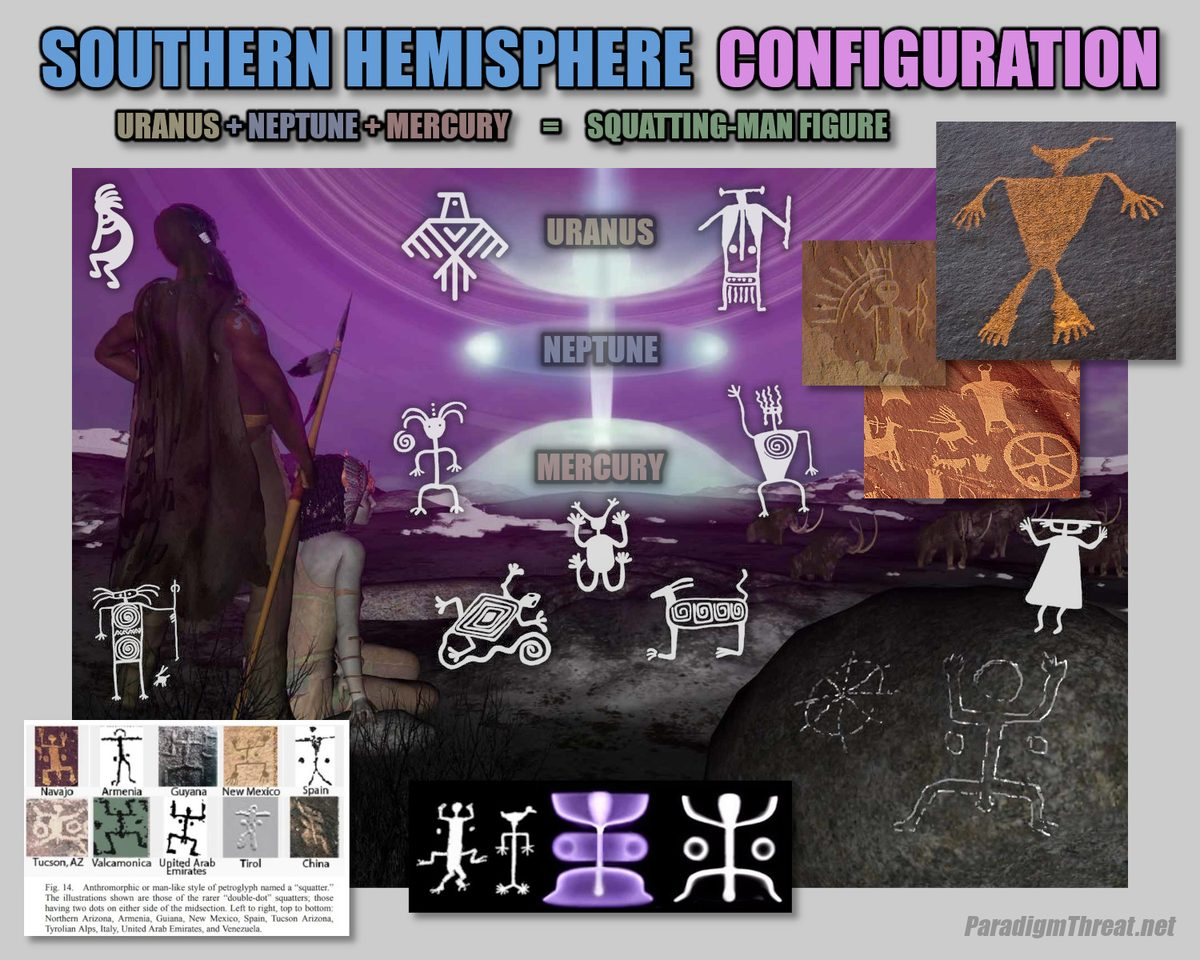 SOUTHERN HEMISPHERE CONFIGURATION
URANUS + NEPTUNE + MERCURY = SQUATTING-MAN FIGURE
URANUS
NEPTUNE
MERCURY
Navajo Armenia Guyana New Mexico Spain
Tucson, AZ Valcamonica United Arab Emirates Tirol China
Fig. 14. Anthromorphic or man-like style of petroglyph named a “squatter.”
The illustrations shown are those of the rarer “double-dot” squatters; those
having two dots on either side of the midsection. Left to right, top to bottom:
Northern Arizona, Armenia, Guiana, New Mexico, Spain, Tucson Arizona,
Tyrolian Alps, Italy, United Arab Emirates, and Venezuela.
ParadigmThreat.net